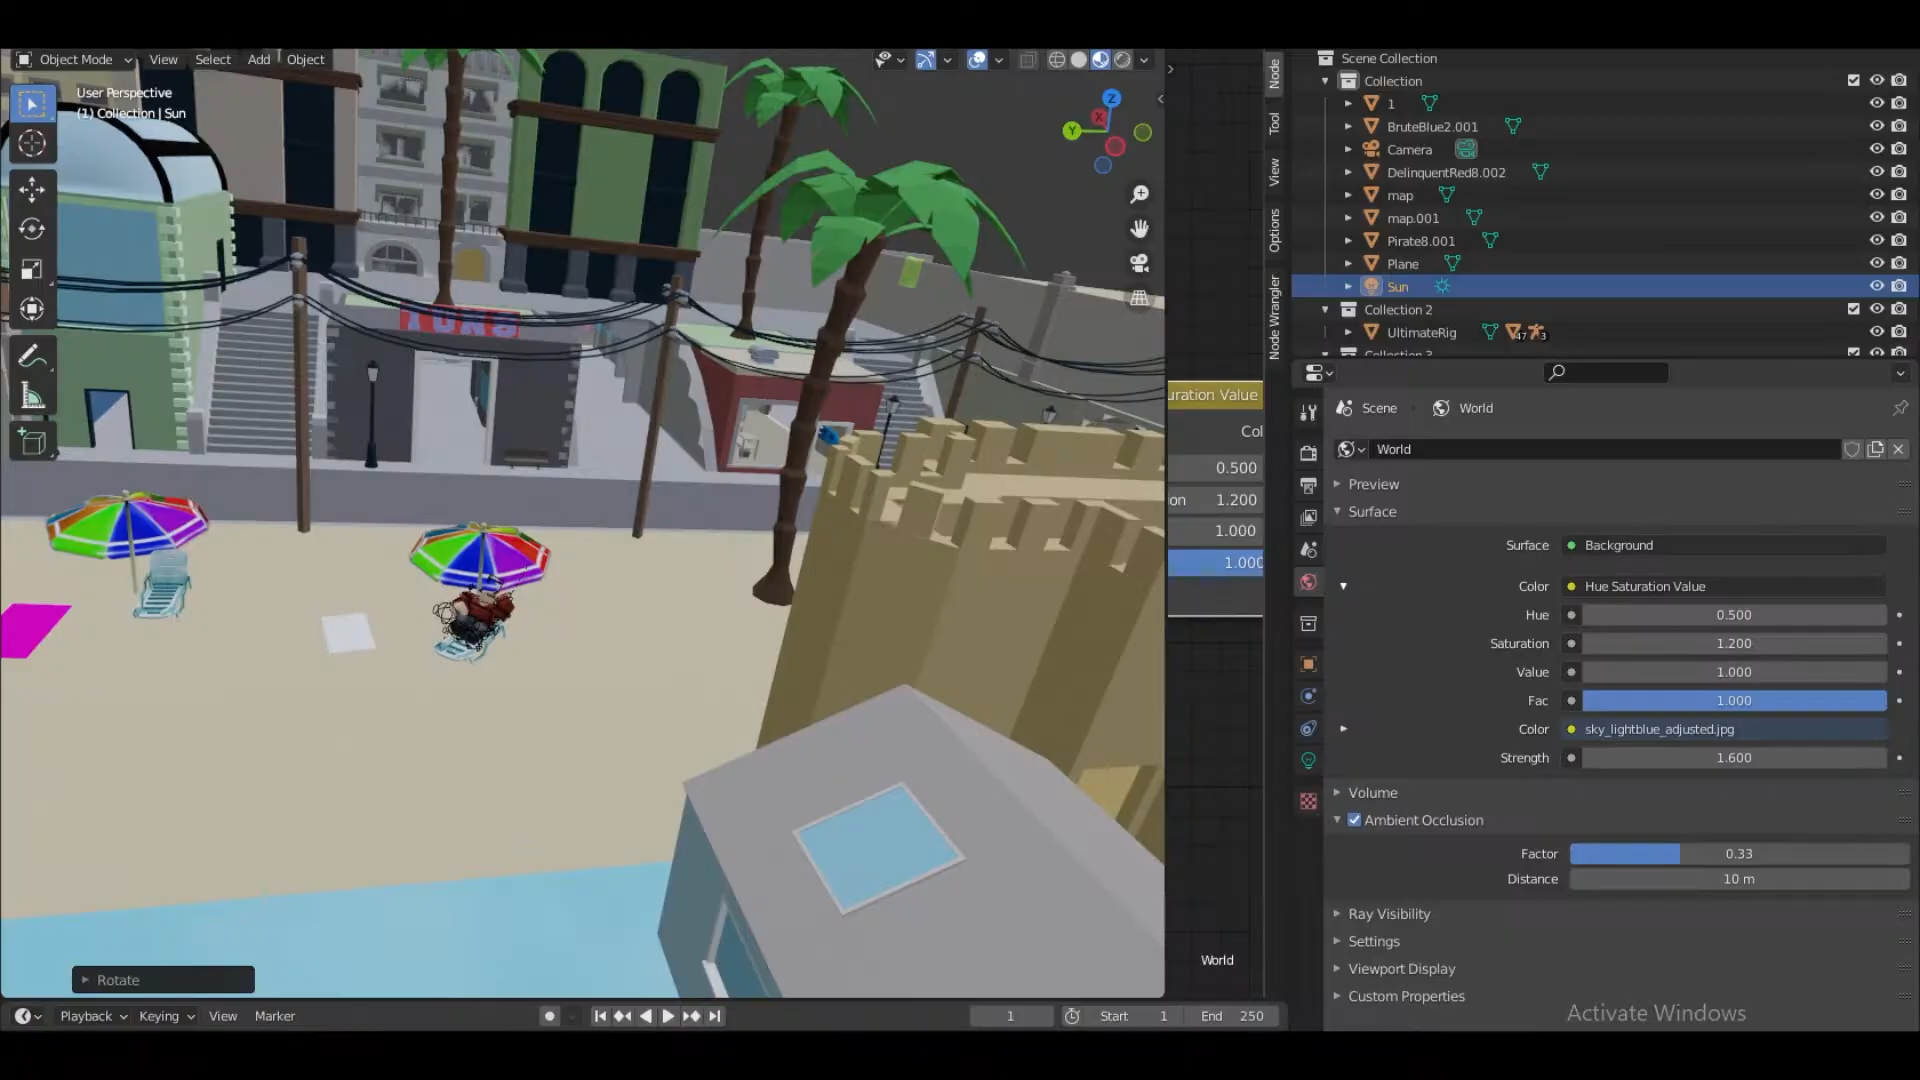 Object Mode View Select Add Object
User Perspective
(1) Collection | Sun
Z
X
Y
Rotate
Playback Keying View Marker
1
Start 1 End 250
Node
Tool
View
Options
Node Wrangler
uration Value
Col
0.500
on 1.200
1.000
1.000
World
Scene Collection
Collection
1
BruteBlue2.001
Camera
DelinquentRed8.002
map
map.001
Pirate8.001
Plane
Sun
Collection 2
UltimateRig 47 3
Collection 3
Scene World
World
Preview
Surface
Surface Background
Color Hue Saturation Value
Hue 0.500
Saturation 1.200
Value 1.000
Fac 1.000
Color sky_lightblue_adjusted.jpg
Strength 1.600
Volume
Ambient Occlusion
Factor 0.33
Distance 10 m
Ray Visibility
Settings
Viewport Display
Custom Properties
Activate Windows